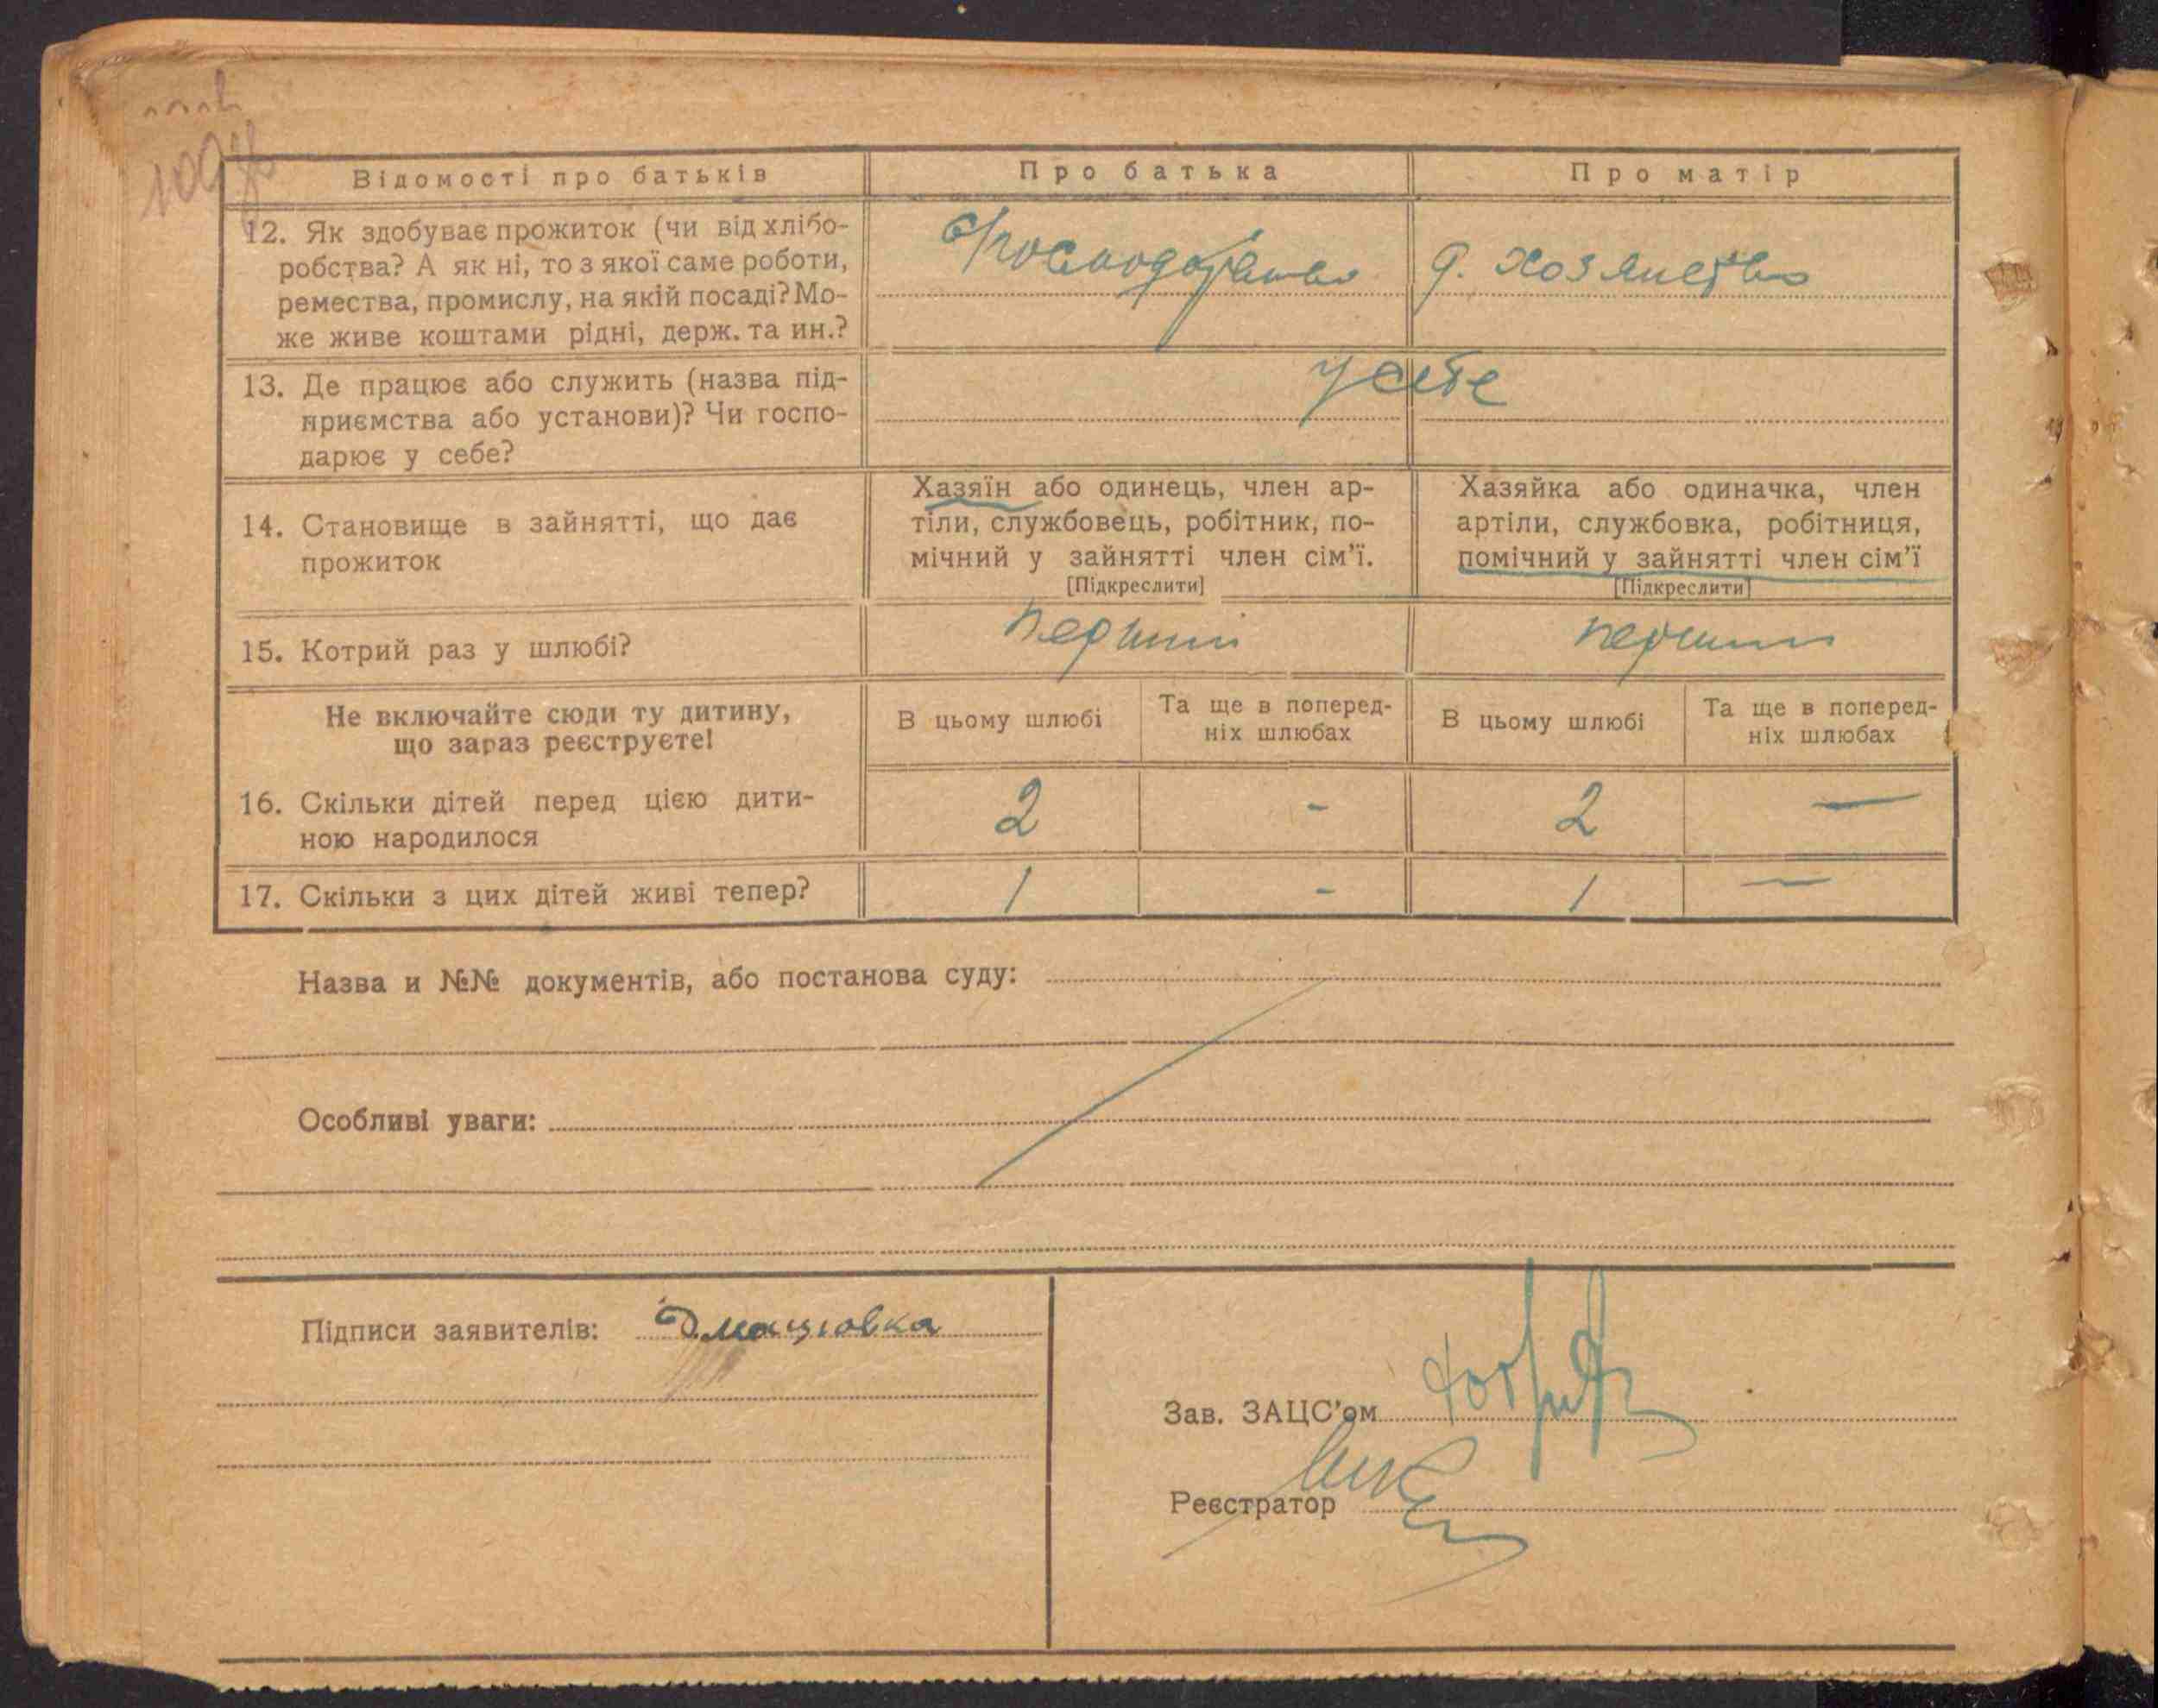 109
Відомості про батьків
Про батька
Про матір
12. Як здобуває прожиток (чи від хлібо-
робства? А як ні, то з якої саме роботи,
ремества, промислу, на якій посаді? Мо-
же живе коштами рідні, держ. та ин.?
д. хозяйство
13. Де працює або служить (назва під-
приємства або установи)? Чи госпо-
дарює у себе?
у себе
14. Становище в зайнятті, що дає
прожиток
Хазяїн або одинець, член ар-
тіли, службовець, робітник, по-
мічний у зайнятті член сім'ї.
[Підкреслити]
Хазяйка або одиначка, член
артіли, службовка, робітниця,
помічний у зайнятті член сім'ї
[Підкреслити]
15. Котрий раз у шлюбі?
перший
перший
Не включайте сюди ту дитину,
що зараз реєструєте!
В цьому шлюбі
Та ще в поперед-
ніх шлюбах
В цьому шлюбі
Та ще в поперед-
ніх шлюбах
16. Скільки дітей перед цією дити-
ною народилося
2
-
2
—
17. Скільки з цих дітей живі тепер?
1
-
1
—
Назва и №№ документів, або постанова суду:
Особливі уваги:
Підписи заявителів:
Зав. ЗАЦС'ом
Реєстратор